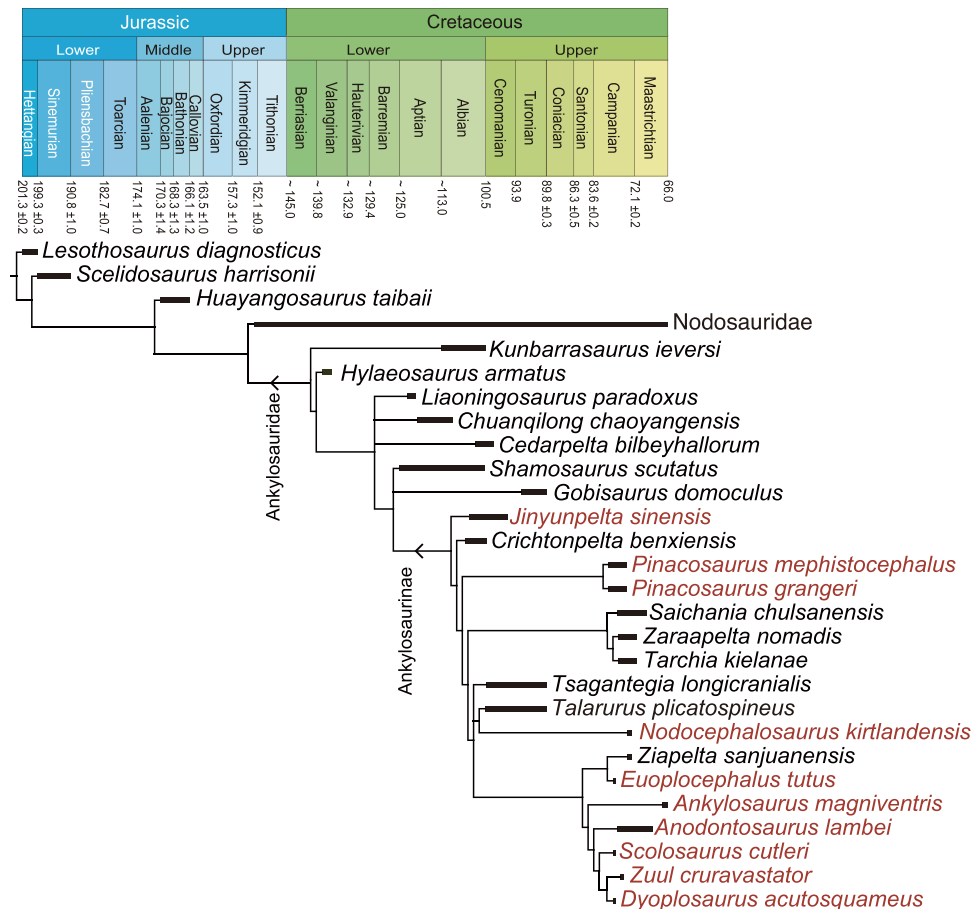 Jurassic Cretaceous
Lower Middle Upper Lower Upper
Hettangian Sinemurian Pliensbachian Toarcian Aalenian Bajocian Bathonian Callovian Oxfordian Kimmeridgian Tithonian Berriasian Valanginian Hauterivian Barremian Aptian Albian Cenomanian Turonian Coniacian Santonian Campanian Maastrichtian
201.3 ±0.2 199.3 ±0.3 190.8 ±1.0 182.7 ±0.7 174.1 ±1.0 170.3 ±1.4 168.3 ±1.3 166.1 ±1.2 163.5 ±1.0 157.3 ±1.0 152.1 ±0.9 ~ 145.0 ~ 139.8 ~ 132.9 ~ 129.4 ~ 125.0 ~113.0 100.5 93.9 89.8 ±0.3 86.3 ±0.5 83.6 ±0.2 72.1 ±0.2 66.0
Lesothosaurus diagnosticus
Scelidosaurus harrisonii
Huayangosaurus taibaii
Nodosauridae
Kunbarrasaurus ieversi
Hylaeosaurus armatus
Ankylosauridae
Liaoningosaurus paradoxus
Chuanqilong chaoyangensis
Cedarpelta bilbeyhallorum
Shamosaurus scutatus
Gobisaurus domoculus
Jinyunpelta sinensis
Crichtonpelta benxiensis
Ankylosaurinae
Pinacosaurus mephistocephalus
Pinacosaurus grangeri
Saichania chulsanensis
Zaraapelta nomadis
Tarchia kielanae
Tsagantegia longicranialis
Talarurus plicatospineus
Nodocephalosaurus kirtlandensis
Ziapelta sanjuanensis
Euoplocephalus tutus
Ankylosaurus magniventris
Anodontosaurus lambei
Scolosaurus cutleri
Zuul cruravastator
Dyoplosaurus acutosquameus